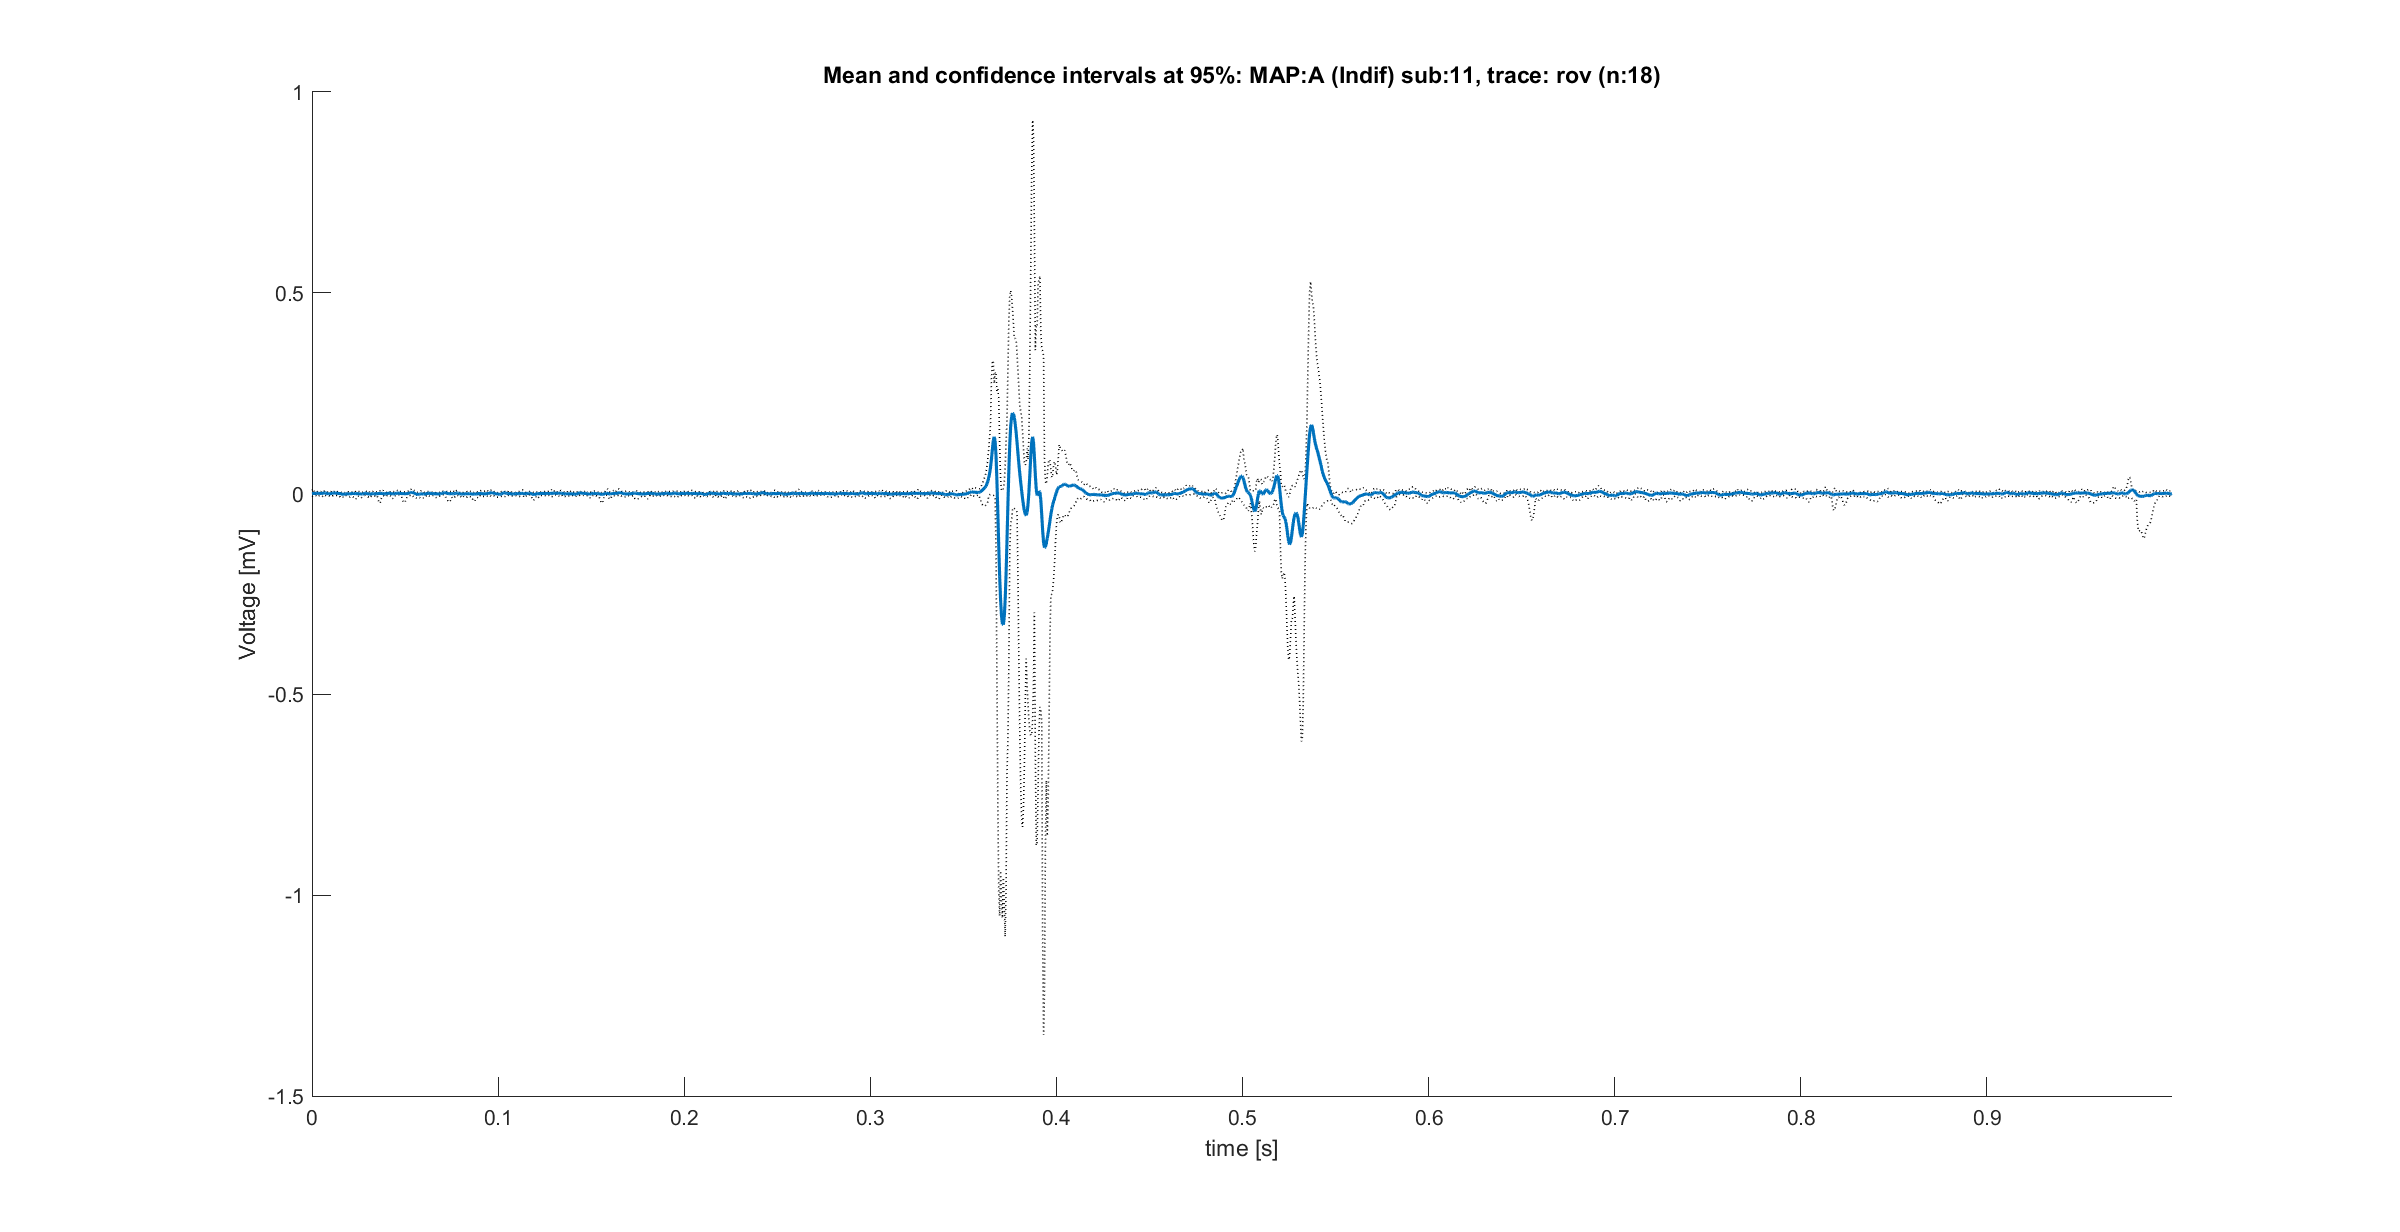 Mean and confidence intervals at 95%: MAP:A (Indif) sub:11, trace: rov (n:18)
1
0.5
0
-0.5
-1
-1.5
Voltage [mV]
0 0.1 0.2 0.3 0.4 0.5 0.6 0.7 0.8 0.9
time [s]